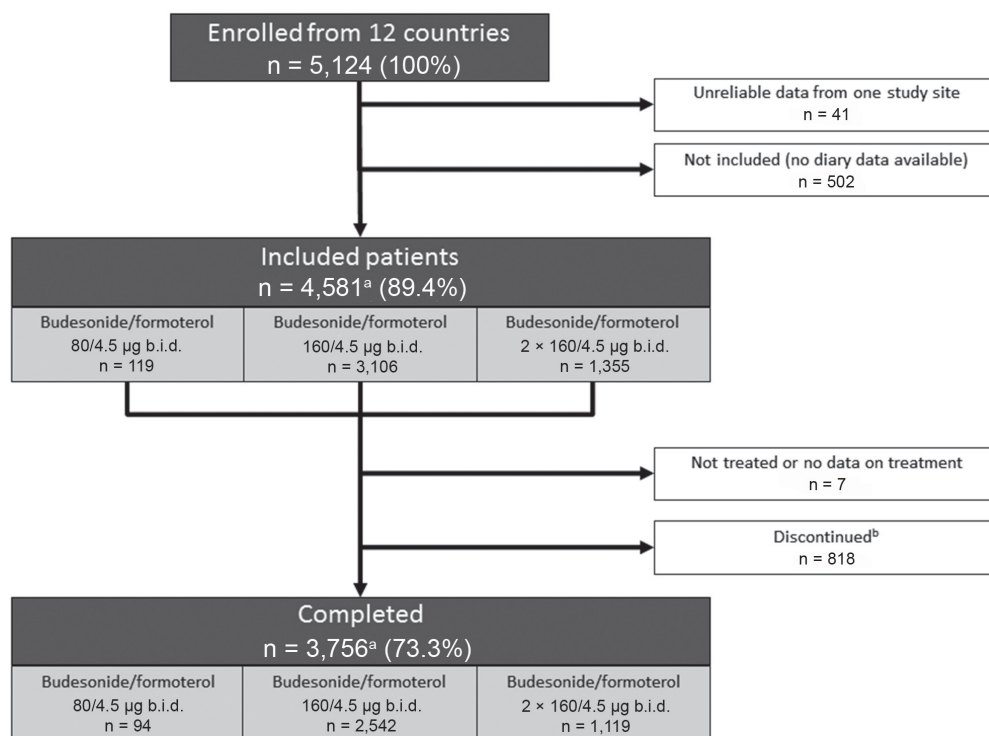 Enrolled from 12 countries
n = 5,124 (100%)
Unreliable data from one study site
n = 41
Not included (no diary data available)
n = 502
Included patients
n = 4,581ᵃ (89.4%)
Budesonide/formoterol
80/4.5 µg b.i.d.
n = 119
Budesonide/formoterol
160/4.5 µg b.i.d.
n = 3,106
Budesonide/formoterol
2 × 160/4.5 µg b.i.d.
n = 1,355
Not treated or no data on treatment
n = 7
Discontinuedᵇ
n = 818
Completed
n = 3,756ᵃ (73.3%)
Budesonide/formoterol
80/4.5 µg b.i.d.
n = 94
Budesonide/formoterol
160/4.5 µg b.i.d.
n = 2,542
Budesonide/formoterol
2 × 160/4.5 µg b.i.d.
n = 1,119